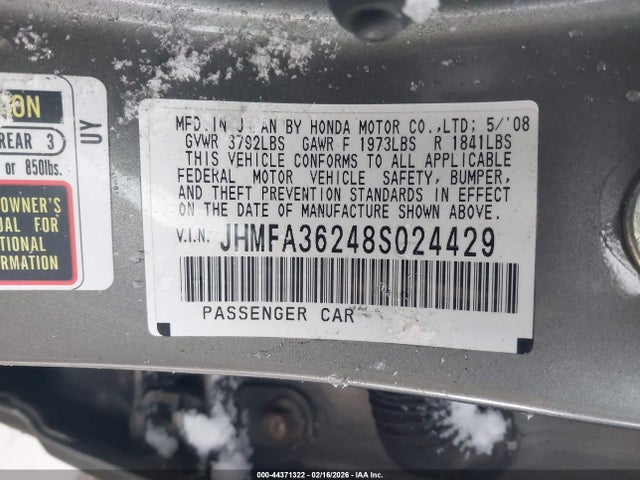 ON
REAR 3
or 850lbs.
OWNER'S
UAL FOR
TIONAL
FORMATION
UY
MFD. IN J AN BY HONDA MOTOR CO.,LTD; 5/'08
GVWR 3792LBS GAWR F 1973LBS R 1841LBS
THIS VEHICLE CONFORMS TO ALL APPLICABLE
FEDERAL MOTOR VEHICLE SAFETY, BUMPER,
AND THEFT PREVENTION STANDARDS IN EFFECT
ON THE DATE OF MANUFACTURE SHOWN ABOVE.
V.I.N. JHMFA36248S024429
PASSENGER CAR
000-44371322 | 02/16/2026 - IAA Inc.